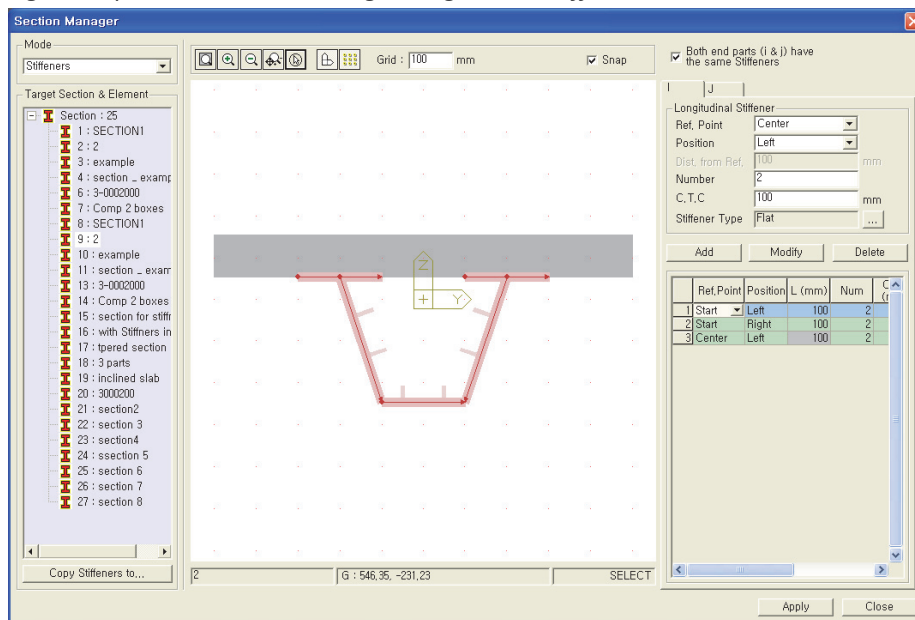 Section Manager
Mode
Stiffeners
Target Section & Element
Section : 25
1 : SECTION1
2 : 2
3 : example
4 : section _ examp
6 : 3-0002000
7 : Comp 2 boxes
8 : SECTION1
9 : 2
10 : example
11 : section _ exam
13 : 3-0002000
14 : Comp 2 boxes
15 : section for stiffr
16 : with Stiffners in
17 : tpered section
18 : 3 parts
19 : inclined slab
20 : 3000200
21 : section2
22 : section 3
23 : section4
24 : ssection 5
25 : section 6
26 : section 7
27 : section 8
Copy Stiffeners to,,,
Grid : 100 mm
Snap
Z
Y
2
G : 546,35, -231,23
SELECT
Both end parts (i & j) have
the same Stiffeners
I J
Longitudinal Stiffener
Ref, Point Center
Position Left
Dist, from Ref, 100 mm
Number 2
C,T,C 100 mm
Stiffener Type Flat ...
Add Modify Delete
Ref,Point Position L (mm) Num
1 Start Left 100 2
2 Start Right 100 2
3 Center Left 100 2
Apply Close